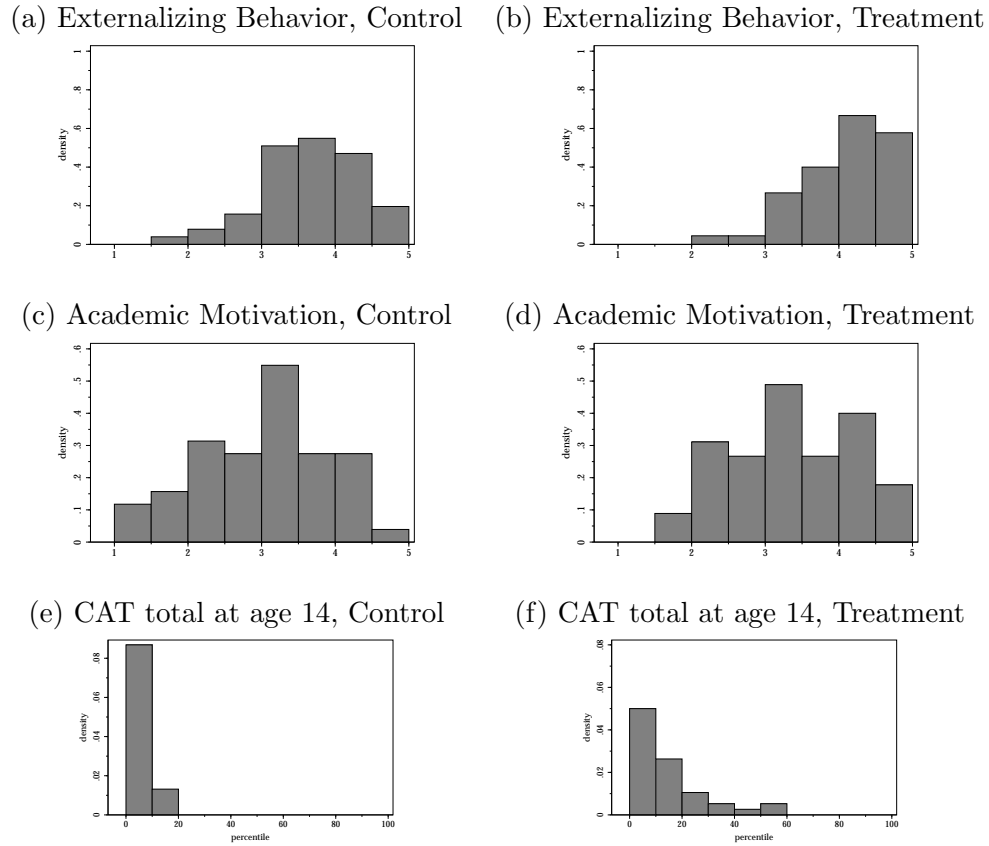 (a) Externalizing Behavior, Control
(b) Externalizing Behavior, Treatment
density
0 .2 .4 .6 .8 1
1 2 3 4 5
density
0 .2 .4 .6 .8 1
1 2 3 4 5
(c) Academic Motivation, Control
(d) Academic Motivation, Treatment
density
0 .1 .2 .3 .4 .5 .6
1 2 3 4 5
density
0 .1 .2 .3 .4 .5 .6
1 2 3 4 5
(e) CAT total at age 14, Control
(f) CAT total at age 14, Treatment
density
0 .02 .04 .06 .08
0 20 40 60 80 100
percentile
density
0 .02 .04 .06 .08
0 20 40 60 80 100
percentile